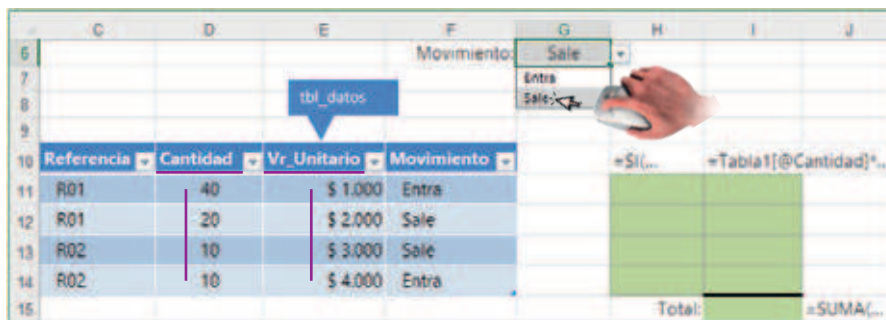 C D E F G H I J
6 Movimiento: Sale
7 Entra
8 tbl_datos Sale
9
10 Referencia Cantidad Vr_Unitario Movimiento =SI(... =Tabla1[@Cantidad]*..
11 R01 40 $ 1.000 Entra
12 R01 20 $ 2.000 Sale
13 R02 10 $ 3.000 Sale
14 R02 10 $ 4.000 Entra
15 Total: =SUMA(...